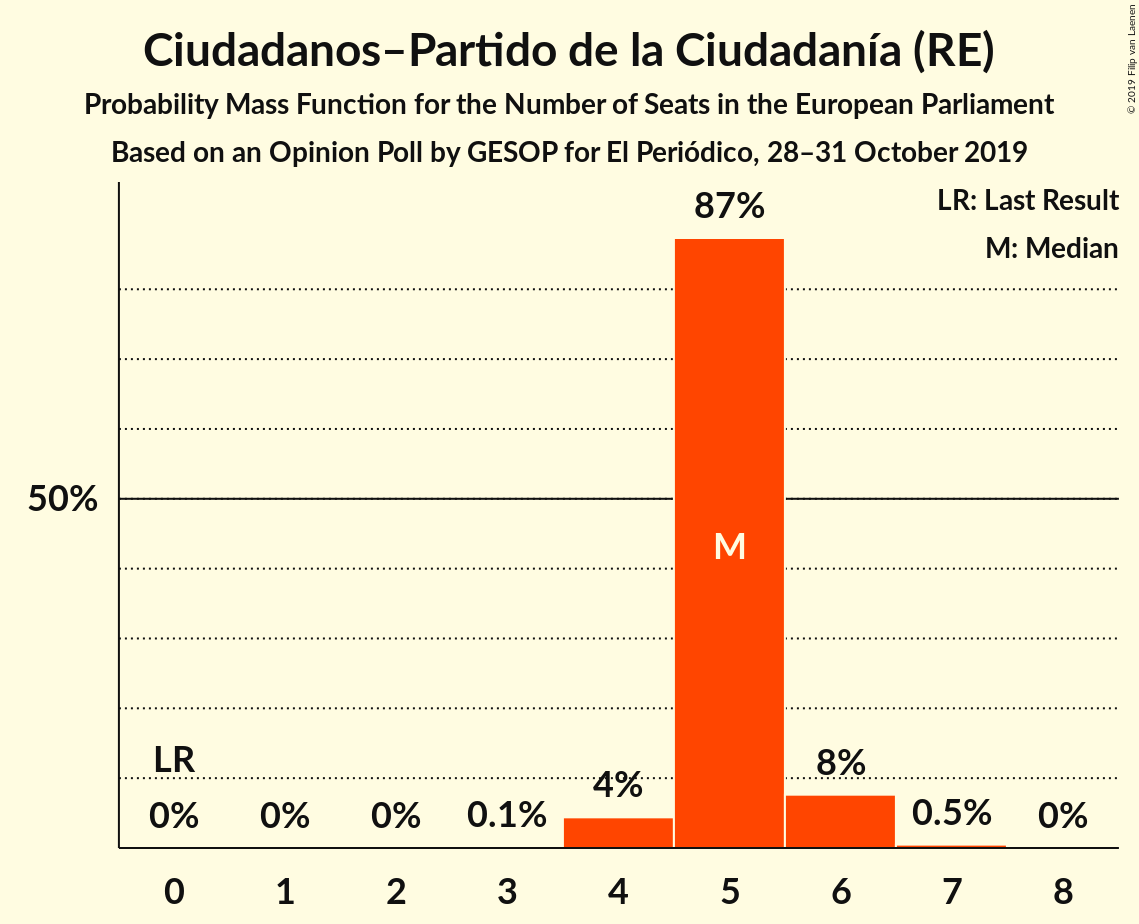 Ciudadanos–Partido de la Ciudadanía (RE)
Probability Mass Function for the Number of Seats in the European Parliament
Based on an Opinion Poll by GESOP for El Periódico, 28–31 October 2019
© 2019 Filip van Laenen
LR: Last Result
M: Median
87%
50%
M
LR
0%
0%
0%
0.1%
4%
8%
0.5%
0%
0 1 2 3 4 5 6 7 8